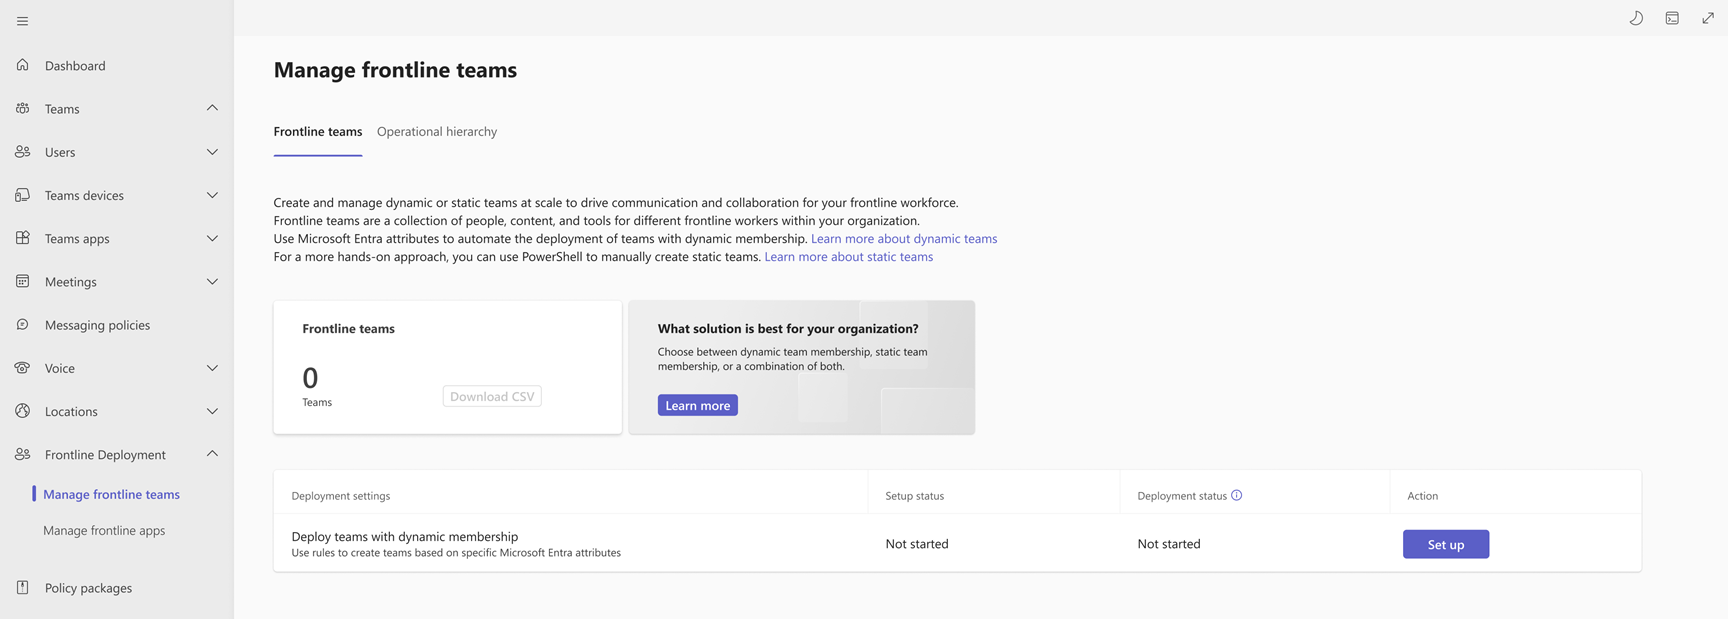 Dashboard
Teams
Users
Teams devices
Teams apps
Meetings
Messaging policies
Voice
Locations
Frontline Deployment
Manage frontline teams
Manage frontline apps
Policy packages
Manage frontline teams
Frontline teams
Operational hierarchy
Create and manage dynamic or static teams at scale to drive communication and collaboration for your frontline workforce.
Frontline teams are a collection of people, content, and tools for different frontline workers within your organization.
Use Microsoft Entra attributes to automate the deployment of teams with dynamic membership. Learn more about dynamic teams
For a more hands-on approach, you can use PowerShell to manually create static teams. Learn more about static teams
Frontline teams
0
Teams
Download CSV
What solution is best for your organization?
Choose between dynamic team membership, static team
membership, or a combination of both.
Learn more
Deployment settings
Setup status
Deployment status
Action
Deploy teams with dynamic membership
Use rules to create teams based on specific Microsoft Entra attributes
Not started
Not started
Set up